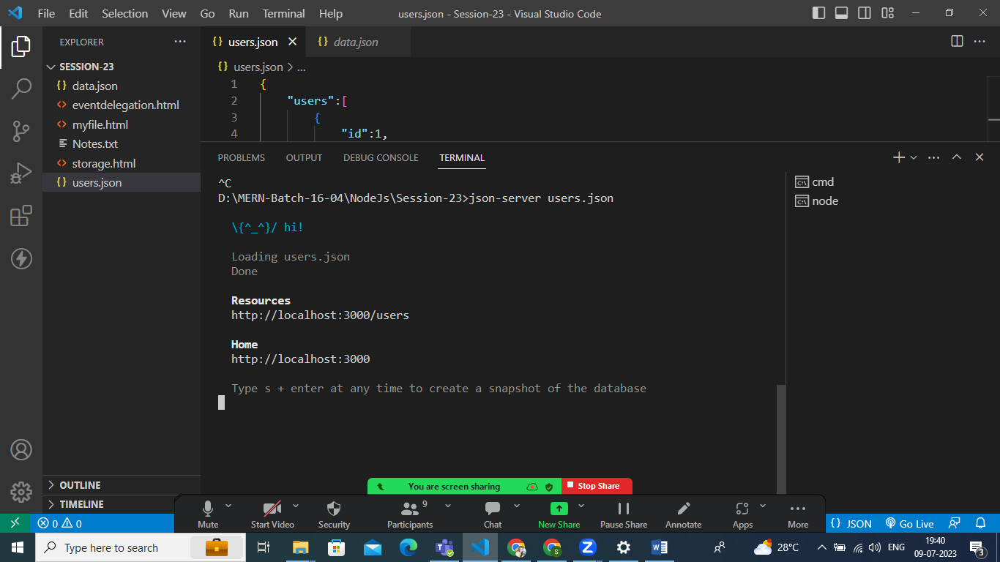 File Edit Selection View Go Run Terminal Help
users.json - Session-23 - Visual Studio Code
EXPLORER
SESSION-23
data.json
eventdelegation.html
myfile.html
Notes.txt
storage.html
users.json
OUTLINE
TIMELINE
users.json
data.json
users.json > ...
1 {
2 "users":[
3 {
4 "id":1,
PROBLEMS OUTPUT DEBUG CONSOLE TERMINAL
^C
D:\MERN-Batch-16-04\NodeJs\Session-23>json-server users.json
\{^_^}/ hi!
Loading users.json
Done
Resources
http://localhost:3000/users
Home
http://localhost:3000
Type s + enter at any time to create a snapshot of the database
cmd
node
You are screen sharing
Stop Share
Mute
Start Video
Security
9
Participants
Chat
New Share
Pause Share
Annotate
Apps
More
0 0
{ } JSON
Go Live
Type here to search
28°C
ENG
19:40
09-07-2023
3